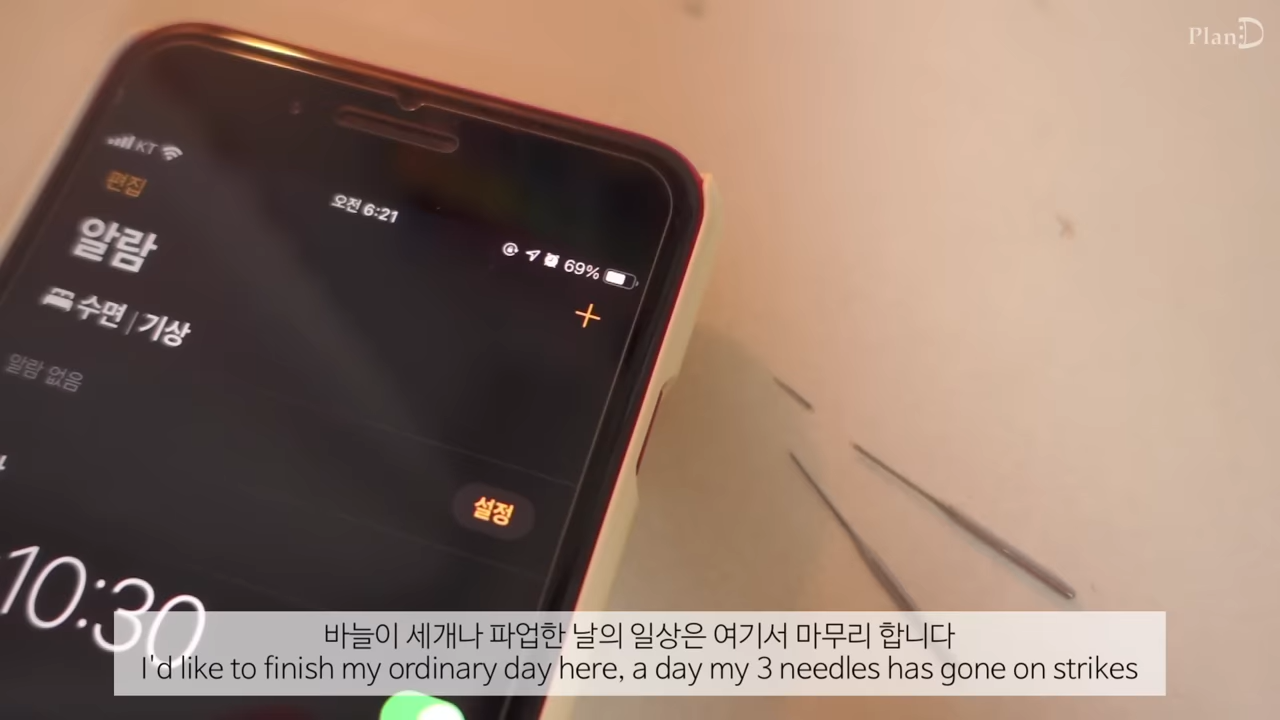 Plan:D
KT
편집
오전 6:21
69%
알람
+
수면 | 기상
알람 없음
설정
10:30
바늘이 세개나 파업한 날의 일상은 여기서 마무리 합니다
I'd like to finish my ordinary day here, a day my 3 needles has gone on strikes